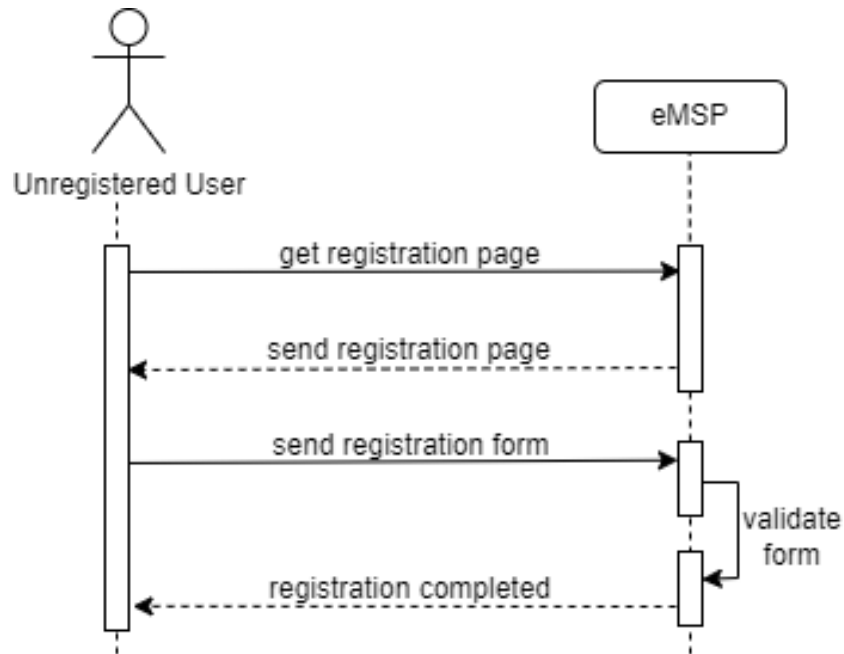 eMSP
Unregistered User
get registration page
send registration page
send registration form
validate
form
registration completed